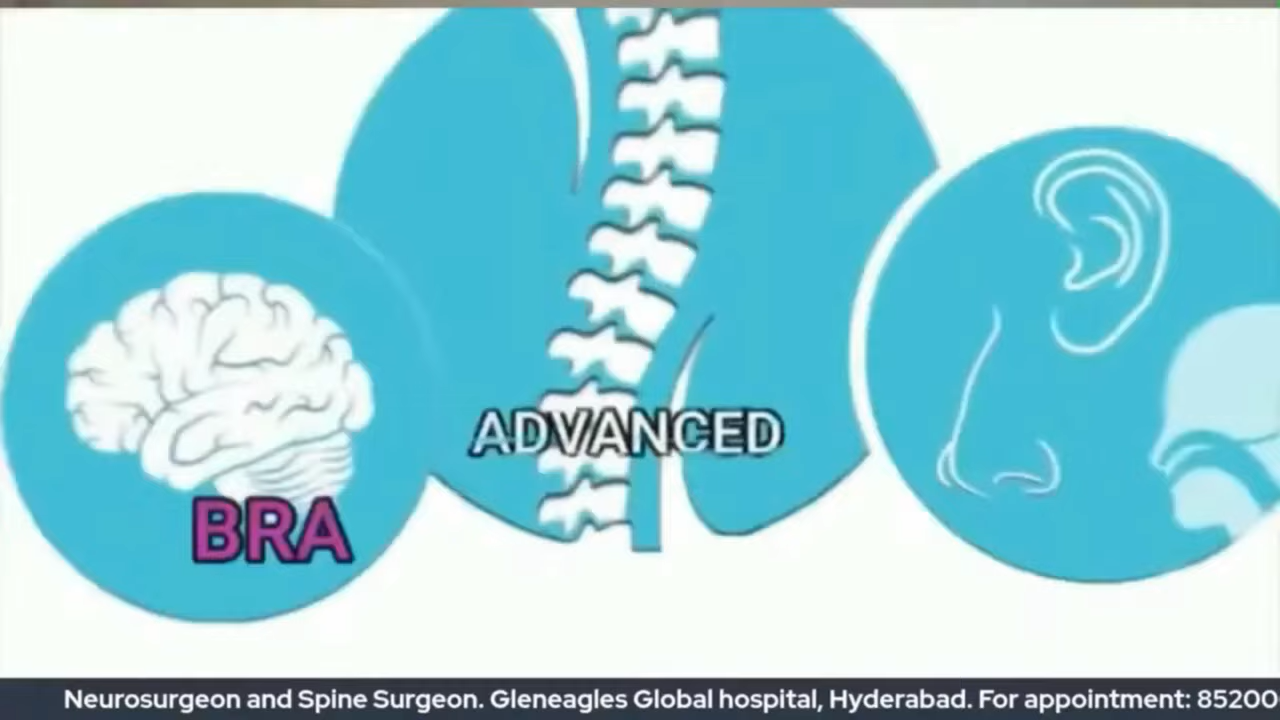 ADVANCED
BRA
Neurosurgeon and Spine Surgeon. Gleneagles Global hospital, Hyderabad. For appointment: 85200